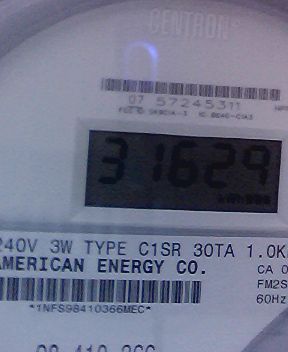 CENTRON
07 57245311
31629
240V 3W TYPE C1SR 30TA 1.0K
AMERICAN ENERGY CO.
CA 0
FM2S
60Hz
*1NFS98410366MEC*